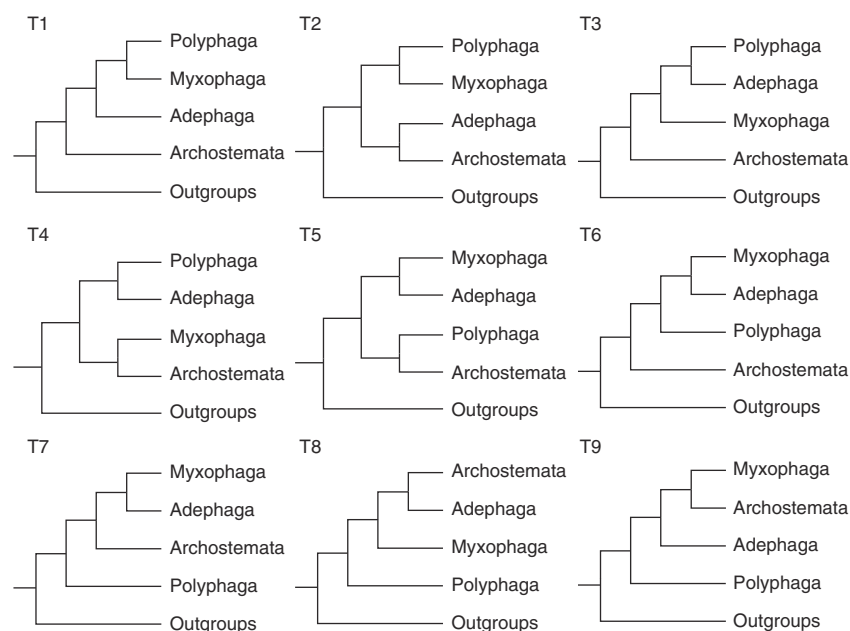 T1
Polyphaga
Myxophaga
Adephaga
Archostemata
Outgroups
T2
Polyphaga
Myxophaga
Adephaga
Archostemata
Outgroups
T3
Polyphaga
Adephaga
Myxophaga
Archostemata
Outgroups
T4
Polyphaga
Adephaga
Myxophaga
Archostemata
Outgroups
T5
Myxophaga
Adephaga
Polyphaga
Archostemata
Outgroups
T6
Myxophaga
Adephaga
Polyphaga
Archostemata
Outgroups
T7
Myxophaga
Adephaga
Archostemata
Polyphaga
Outgroups
T8
Archostemata
Adephaga
Myxophaga
Polyphaga
Outgroups
T9
Myxophaga
Archostemata
Adephaga
Polyphaga
Outgroups